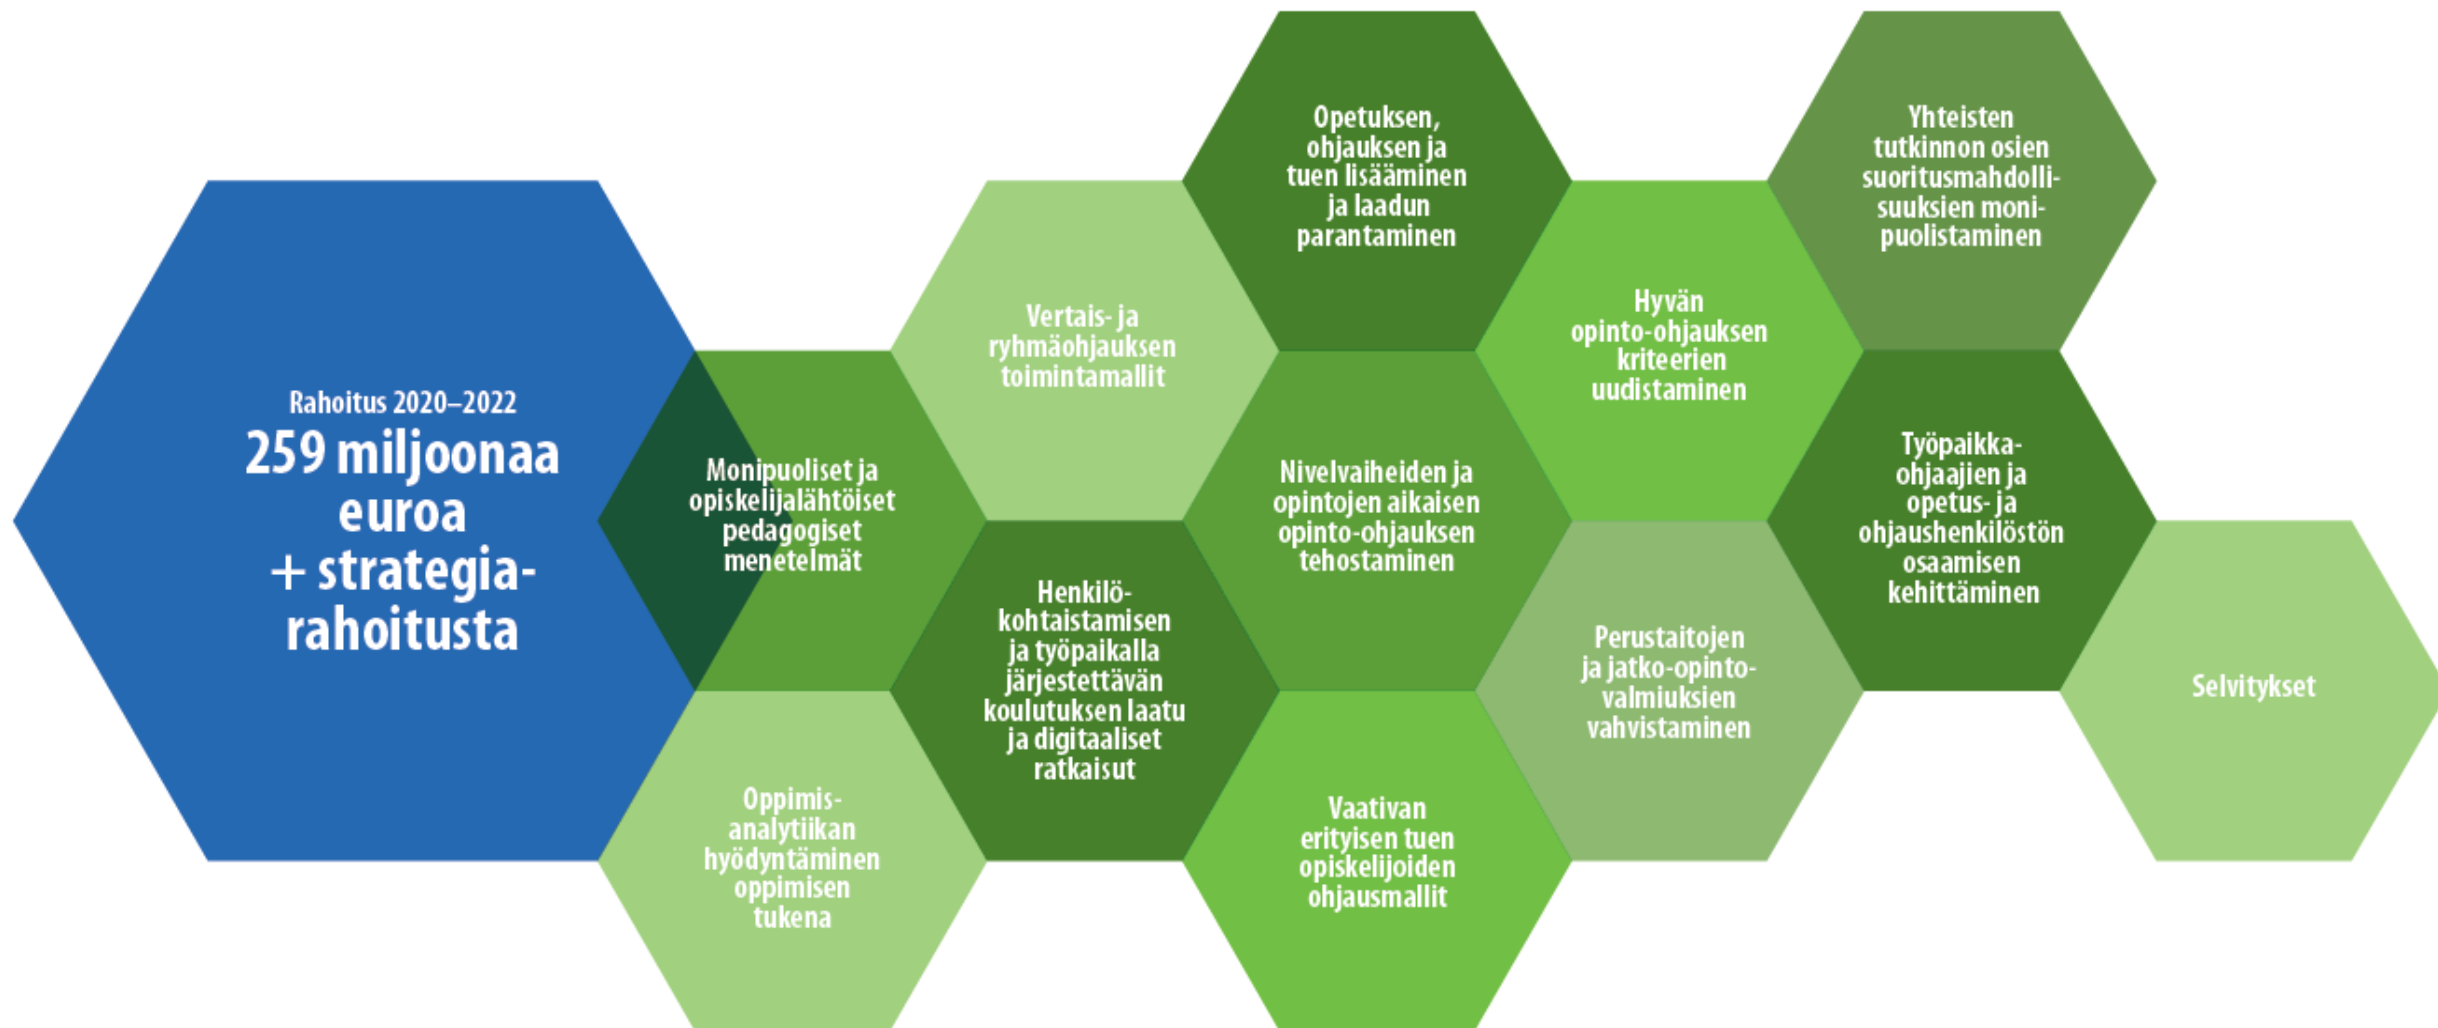 Rahoitus 2020–2022
259 miljoonaa
euroa
+ strategia-
rahoitusta
Monipuoliset ja
opiskelijalähtöiset
pedagogiset
menetelmät
Oppimis-
analytiikan
hyödyntäminen
oppimisen
tukena
Vertais- ja
ryhmäohjauksen
toimintamallit
Henkilö-
kohtaistamisen
ja työpaikalla
järjestettävän
koulutuksen laatu
ja digitaaliset
ratkaisut
Opetuksen,
ohjauksen ja
tuen lisääminen
ja laadun
parantaminen
Nivelvaiheiden ja
opintojen aikaisen
opinto-ohjauksen
tehostaminen
Vaativan
erityisen tuen
opiskelijoiden
ohjausmallit
Hyvän
opinto-ohjauksen
kriteerien
uudistaminen
Perustaitojen
ja jatko-opinto-
valmiuksien
vahvistaminen
Yhteisten
tutkinnon osien
suoritusmahdolli-
suuksien moni-
puolistaminen
Työpaikka-
ohjaajien ja
opetus- ja
ohjaushenkilöstön
osaamisen
kehittäminen
Selvitykset